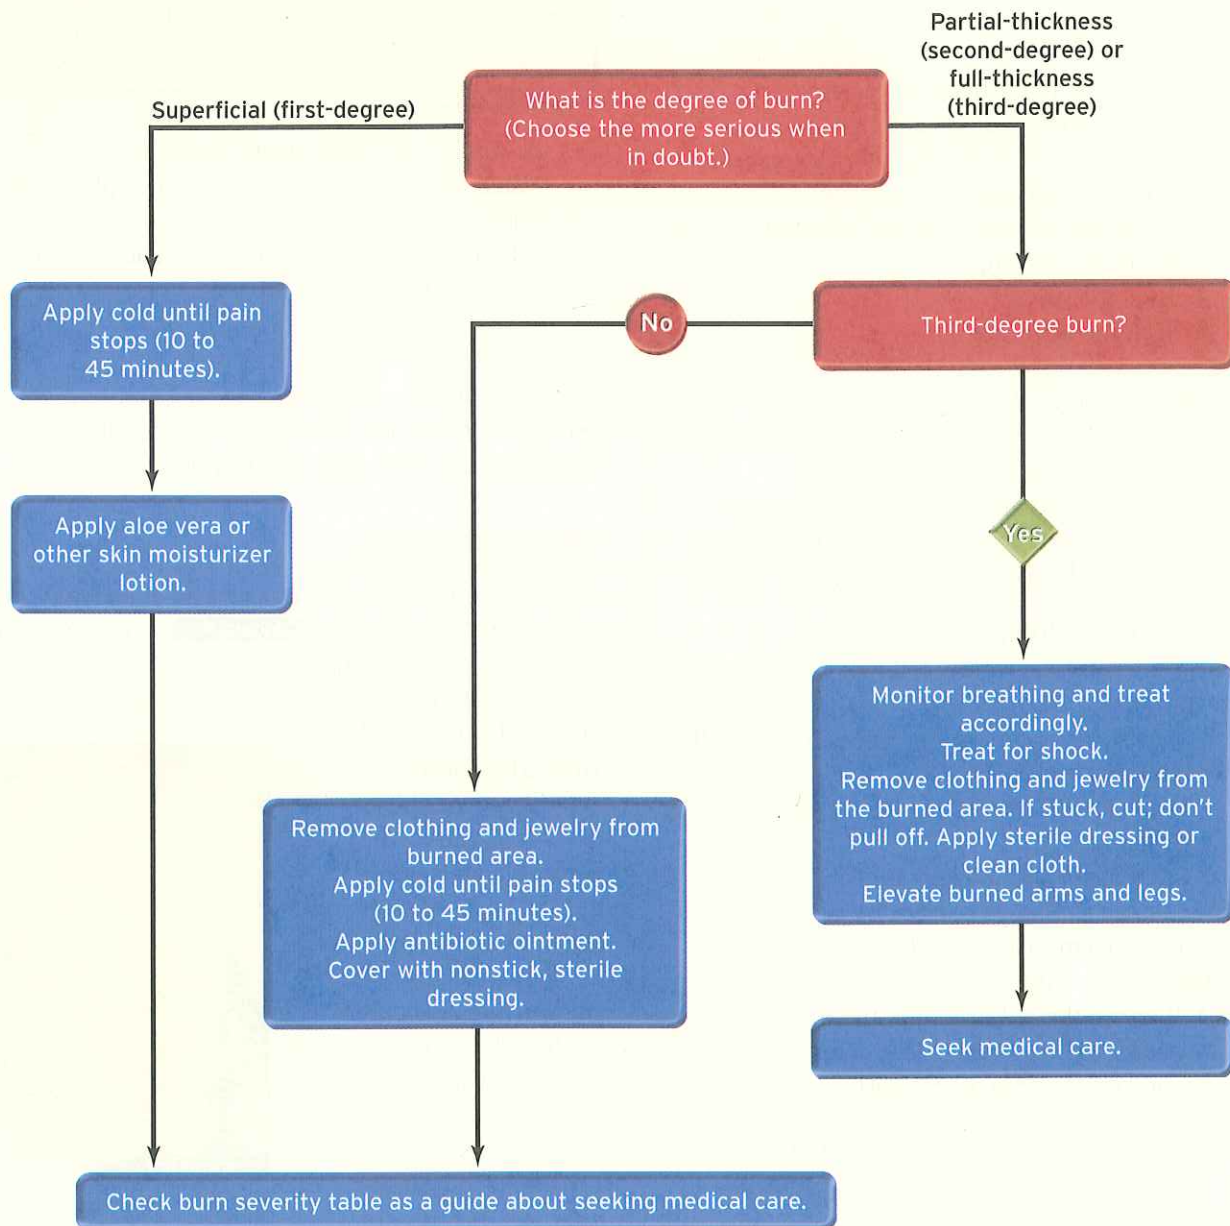 Partial-thickness
(second-degree) or
full-thickness
(third-degree)
Superficial (first-degree)
What is the degree of burn?
(Choose the more serious when
in doubt.)
Apply cold until pain
stops (10 to
45 minutes).
No
Third-degree burn?
Apply aloe vera or
other skin moisturizer
lotion.
Yes
Monitor breathing and treat
accordingly.
Treat for shock.
Remove clothing and jewelry from
the burned area. If stuck, cut; don't
pull off. Apply sterile dressing or
clean cloth.
Elevate burned arms and legs.
Remove clothing and jewelry from
burned area.
Apply cold until pain stops
(10 to 45 minutes).
Apply antibiotic ointment.
Cover with nonstick, sterile
dressing.
Seek medical care.
Check burn severity table as a guide about seeking medical care.